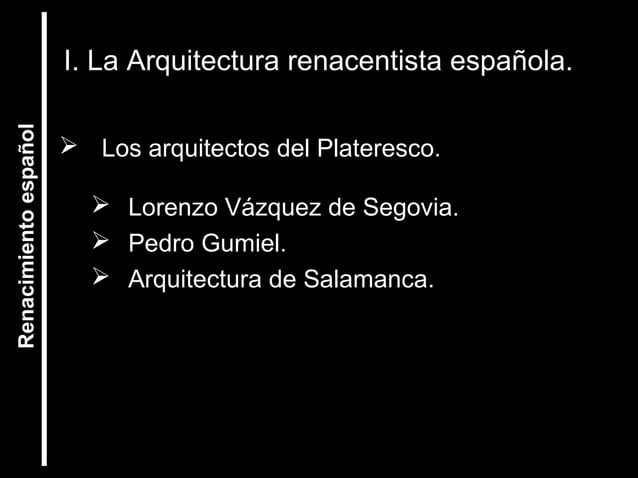 I. La Arquitectura renacentista española.
Renacimiento español
Los arquitectos del Plateresco.
Lorenzo Vázquez de Segovia.
Pedro Gumiel.
Arquitectura de Salamanca.